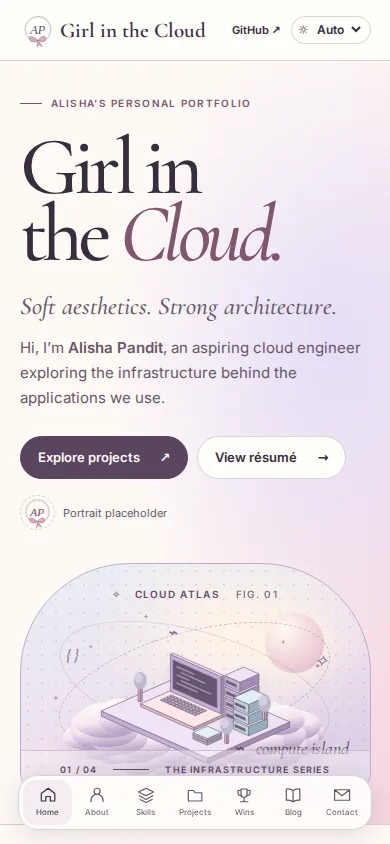 AP Girl in the Cloud GitHub ↗ Auto
ALISHA'S PERSONAL PORTFOLIO
Girl in
the Cloud.
Soft aesthetics. Strong architecture.
Hi, I’m Alisha Pandit, an aspiring cloud engineer
exploring the infrastructure behind the
applications we use.
Explore projects ↗ View résumé →
AP Portrait placeholder
CLOUD ATLAS FIG. 01
{ }
compute island
01 / 04 THE INFRASTRUCTURE SERIES
Home About Skills Projects Wins Blog Contact